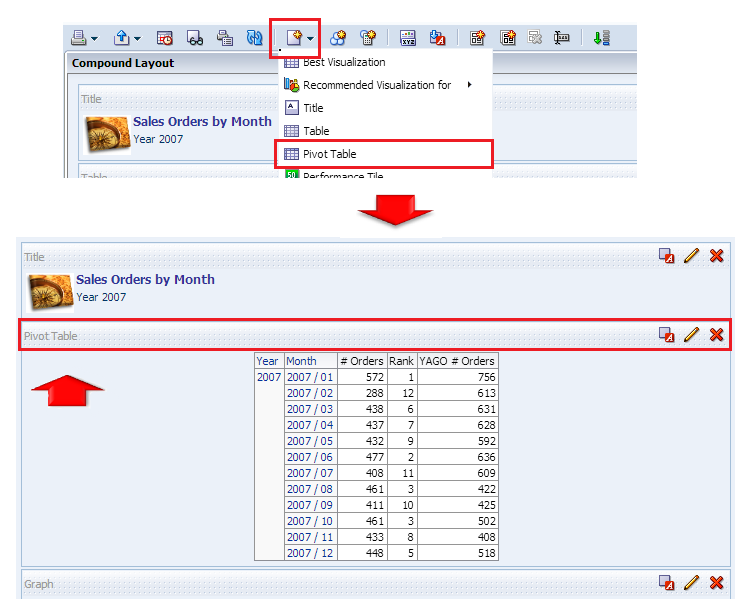 Compound Layout
Best Visualization
Recommended Visualization for
Title
Title
Sales Orders by Month
Year 2007
Table
Pivot Table
Table
Performance Tile
Title
Sales Orders by Month
Year 2007
Pivot Table
Year Month # Orders Rank YAGO # Orders
2007 2007 / 01 572 1 756
2007 / 02 288 12 613
2007 / 03 438 6 631
2007 / 04 437 7 628
2007 / 05 432 9 592
2007 / 06 477 2 636
2007 / 07 408 11 609
2007 / 08 461 3 422
2007 / 09 411 10 425
2007 / 10 461 3 502
2007 / 11 433 8 408
2007 / 12 448 5 518
Graph